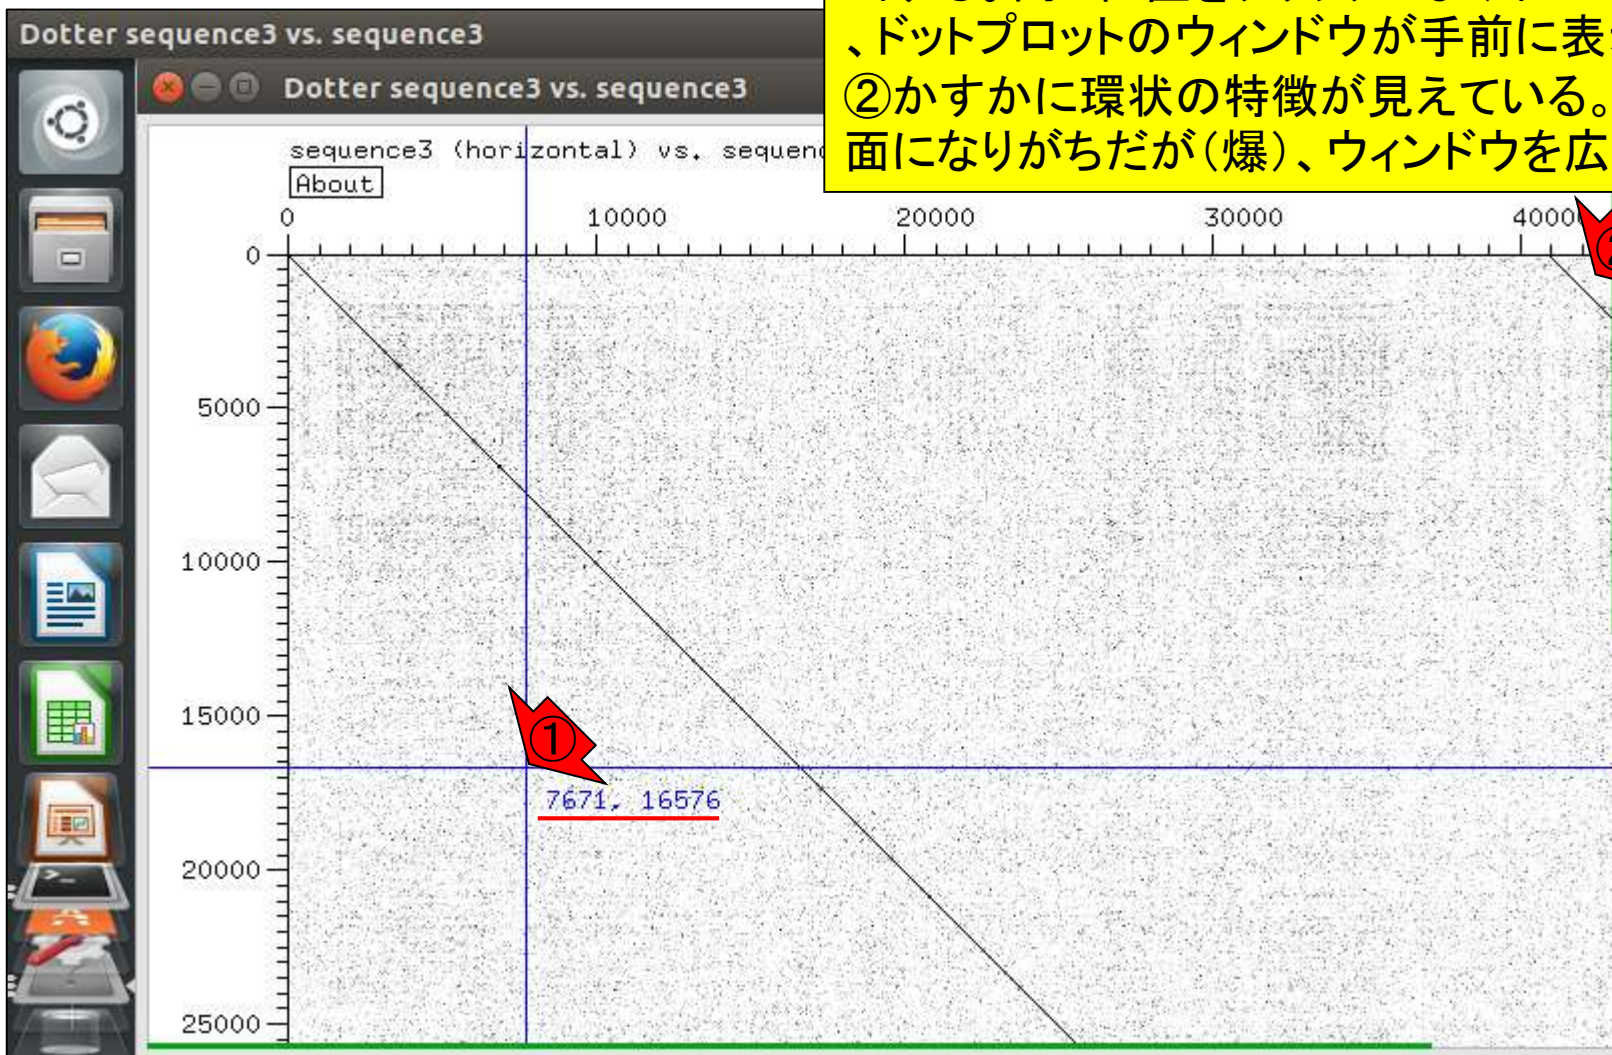 Dotter sequence3 vs. sequence3
、ドットプロットのウィンドウが手前に表
Dotter sequence3 vs. sequence3
②かすかに環状の特徴が見えている。
sequence3 (horizontal) vs. sequen
面になりがちだが(爆)、ウィンドウを広
About
0 10000 20000 30000 40000
②
0
5000
10000
15000
①
7671, 16576
20000
25000